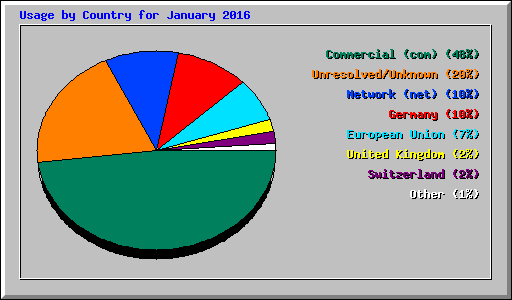 Usage by Country for January 2016
Commercial (com) (48%)
Unresolved/Unknown (20%)
Network (net) (10%)
Germany (10%)
European Union (7%)
United Kingdom (2%)
Switzerland (2%)
Other (1%)